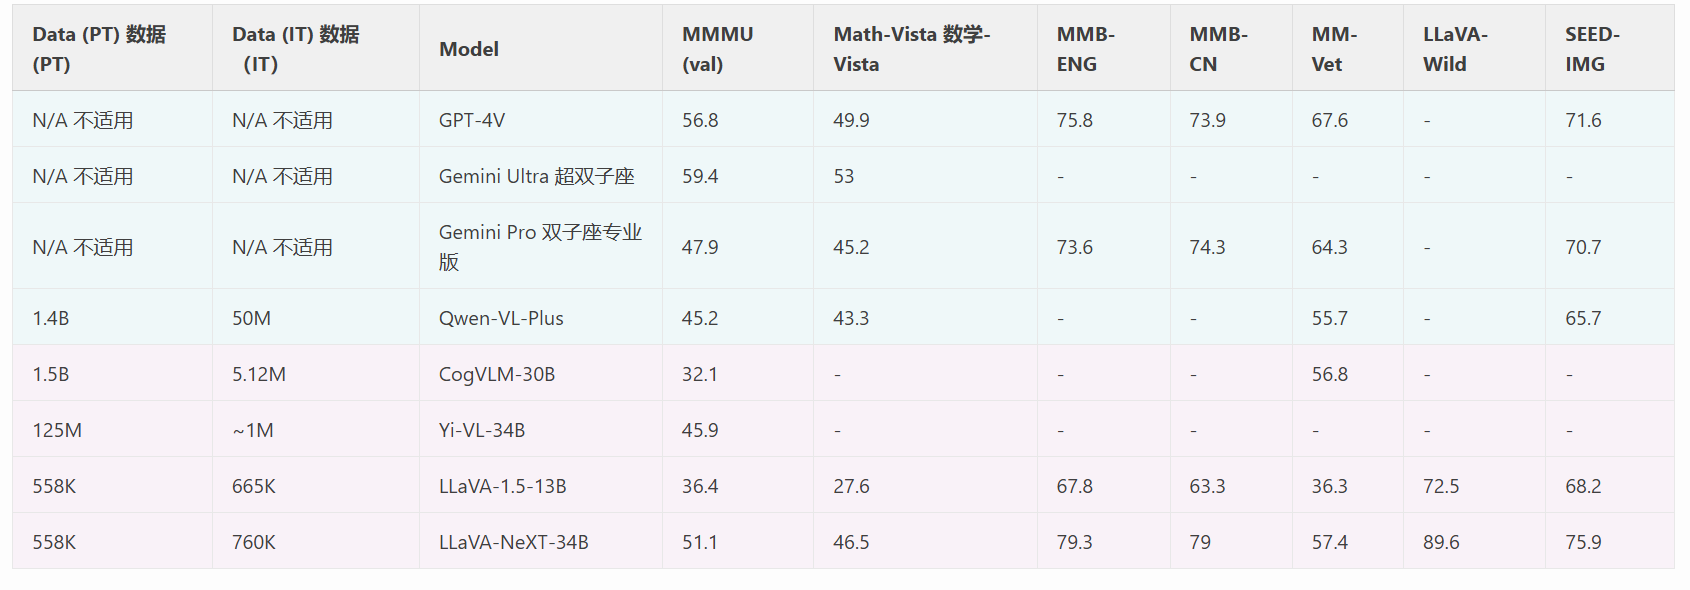 Data (PT) 数据 (PT) Data (IT) 数据 （IT） Model MMMU (val) Math-Vista 数学-Vista MMB-ENG MMB-CN MM-Vet LLaVA-Wild SEED-IMG
N/A 不适用 N/A 不适用 GPT-4V 56.8 49.9 75.8 73.9 67.6 - 71.6
N/A 不适用 N/A 不适用 Gemini Ultra 超双子座 59.4 53 - - - - -
N/A 不适用 N/A 不适用 Gemini Pro 双子座专业版 47.9 45.2 73.6 74.3 64.3 - 70.7
1.4B 50M Qwen-VL-Plus 45.2 43.3 - - 55.7 - 65.7
1.5B 5.12M CogVLM-30B 32.1 - - - 56.8 - -
125M ~1M Yi-VL-34B 45.9 - - - - - -
558K 665K LLaVA-1.5-13B 36.4 27.6 67.8 63.3 36.3 72.5 68.2
558K 760K LLaVA-NeXT-34B 51.1 46.5 79.3 79 57.4 89.6 75.9